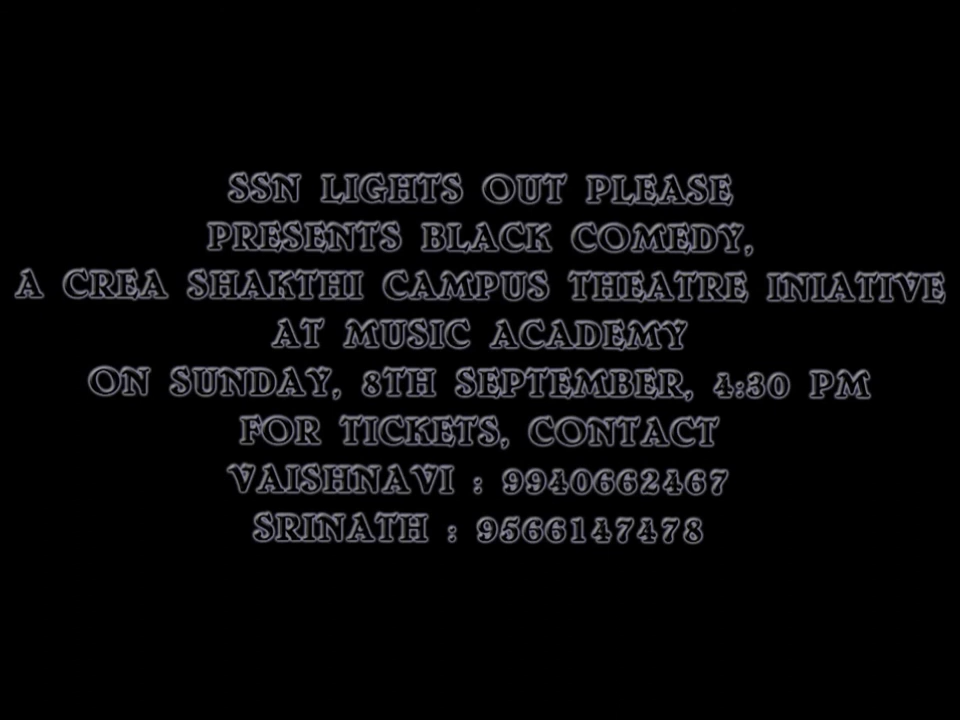 SSN LIGHTS OUT PLEASE
PRESENTS BLACK COMEDY,
A CREA SHAKTHI CAMPUS THEATRE INIATIVE
AT MUSIC ACADEMY
ON SUNDAY, 8TH SEPTEMBER, 4:30 PM
FOR TICKETS, CONTACT
VAISHNAVI : 9940662467
SRINATH : 9566147478